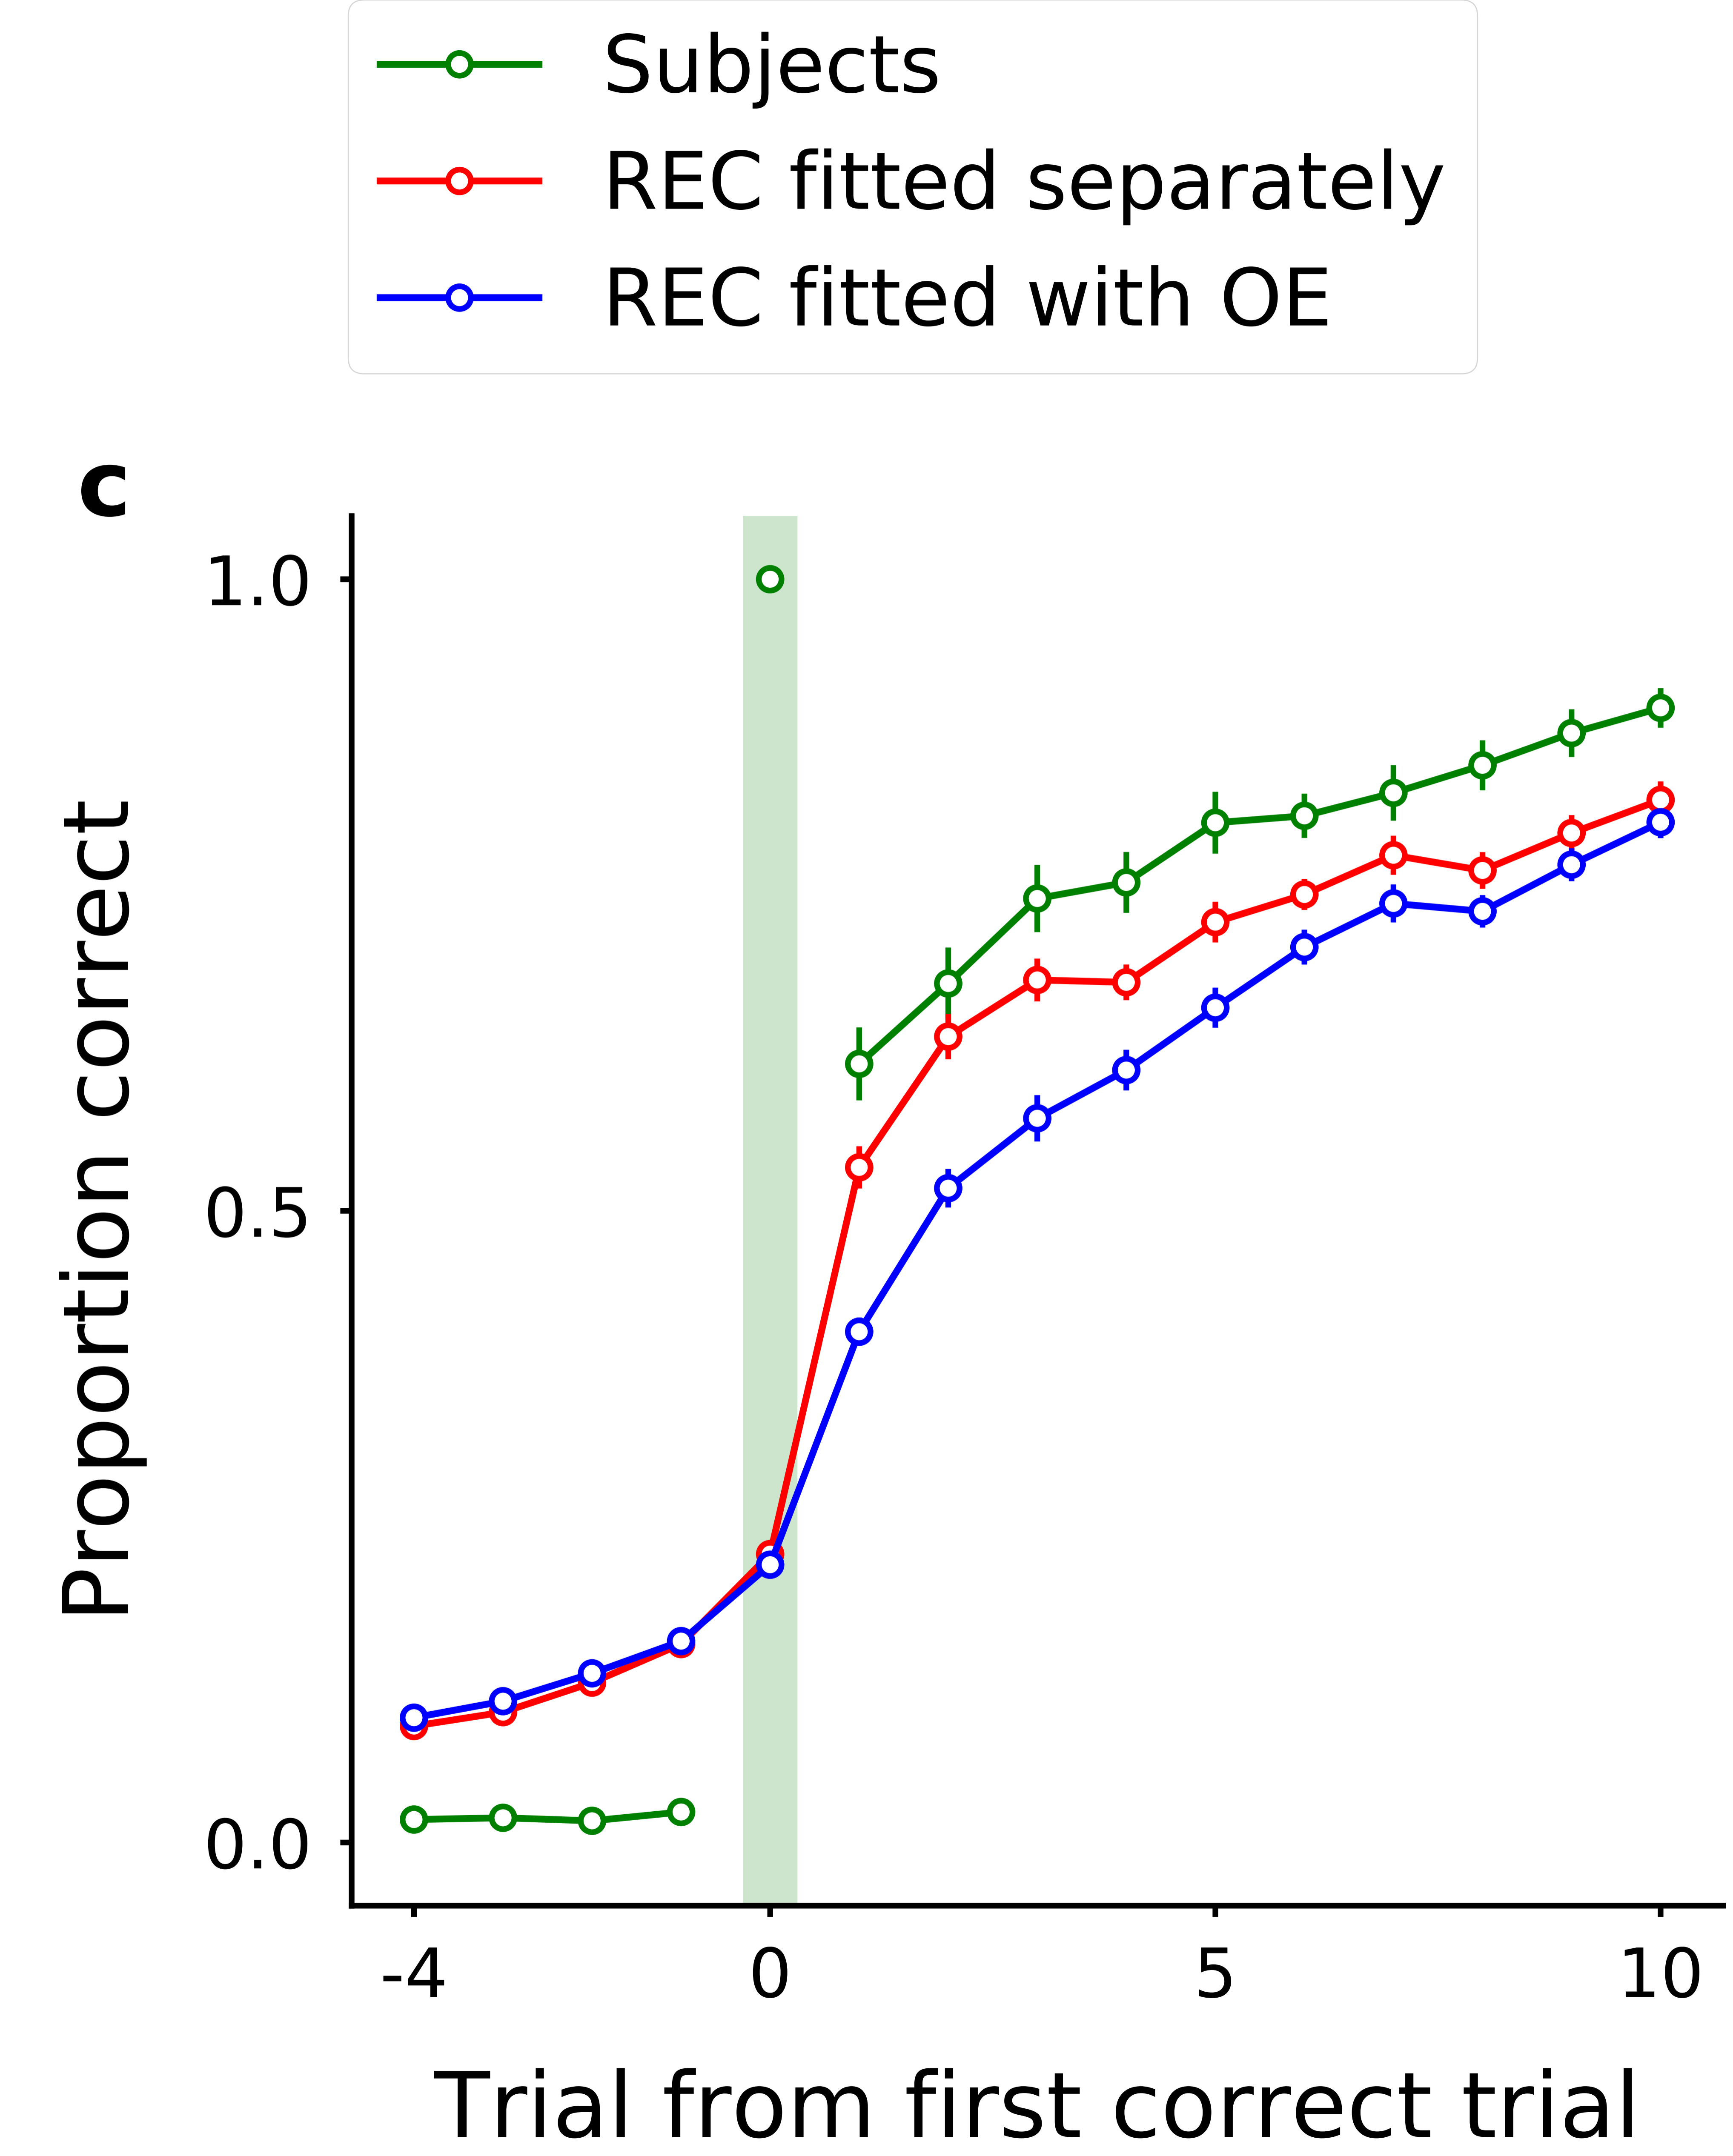 Subjects
REC fitted separately
REC fitted with OE
c
1.0
0.5
0.0
Proportion correct
-4 0 5 10
Trial from first correct trial